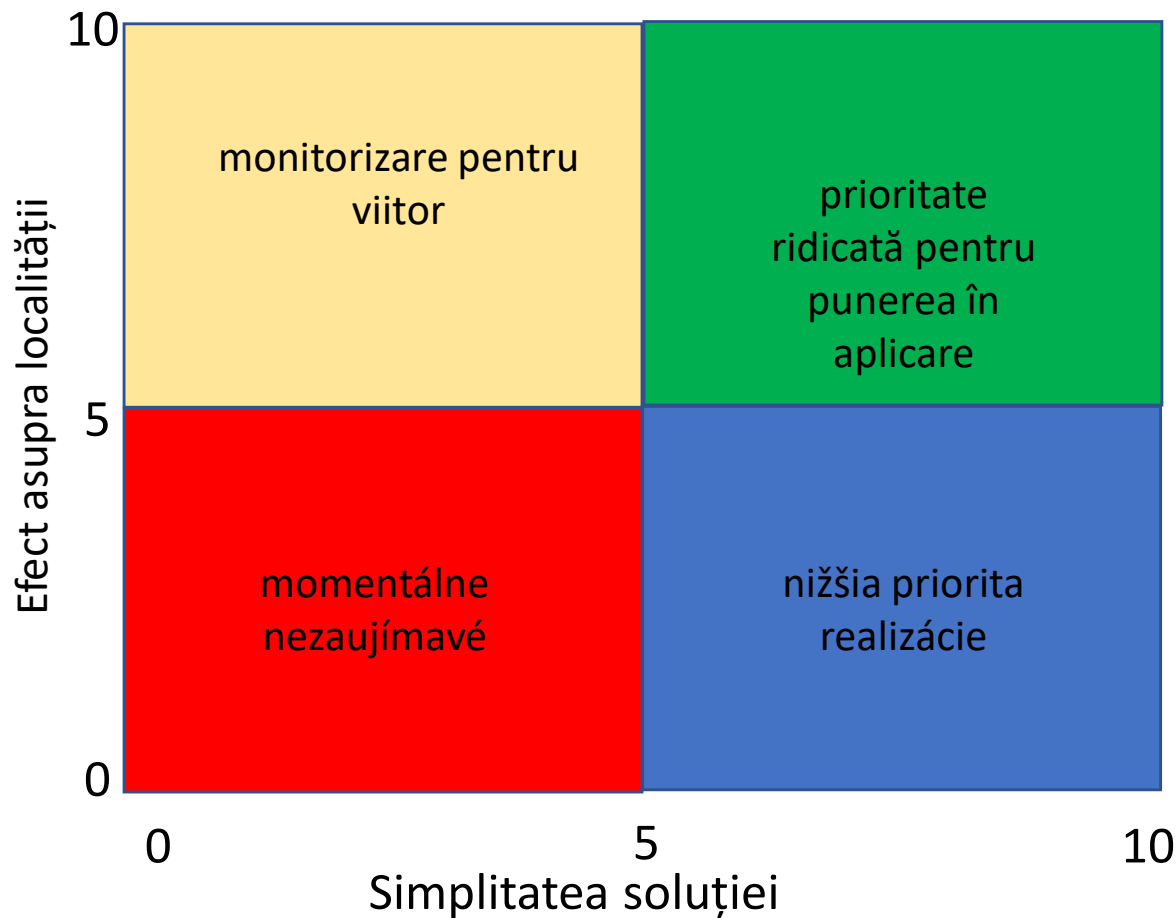 10
monitorizare pentru
viitor
prioritate
ridicată pentru
punerea în
aplicare
Efect asupra localității
5
momentálne
nezaujímavé
nižšia priorita
realizácie
0
0
5
10
Simplitatea soluției